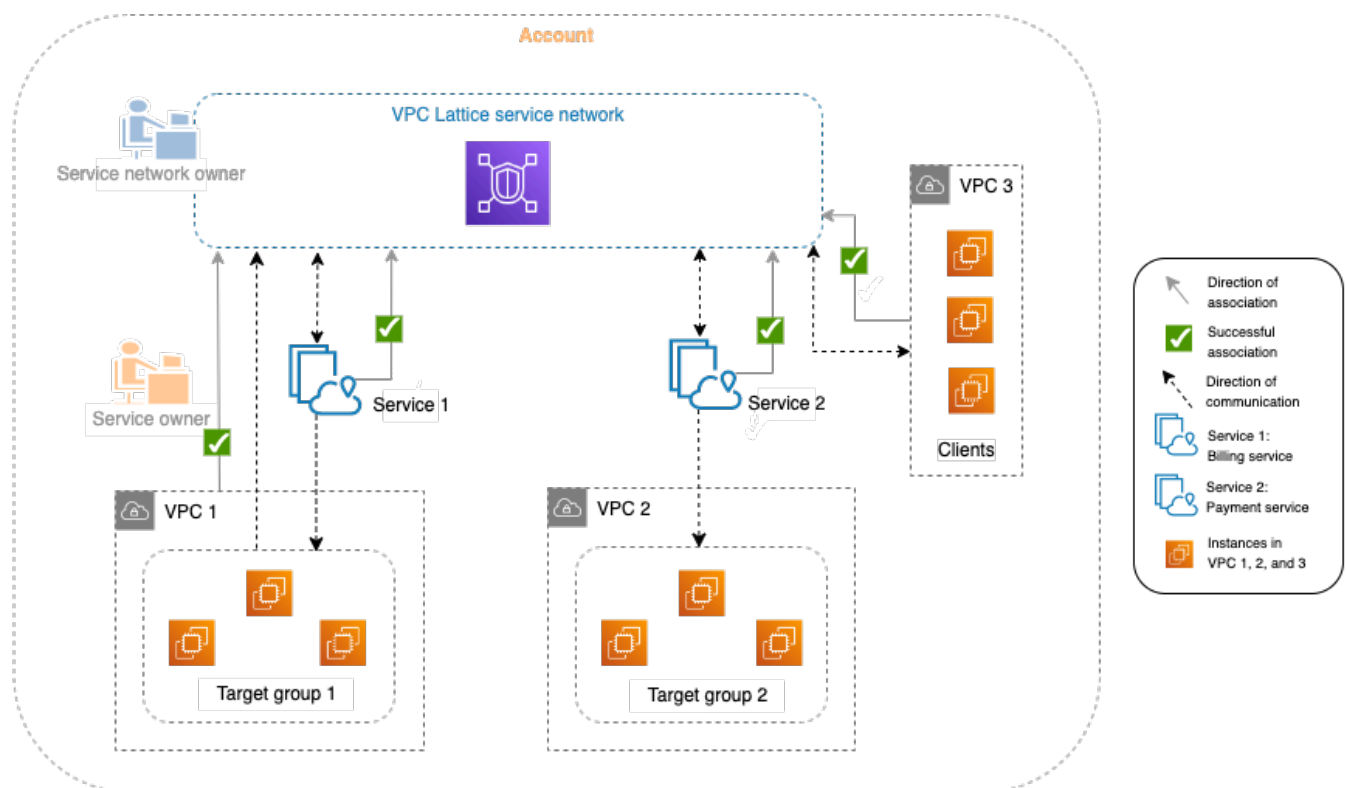 Account
VPC Lattice service network
Service network owner
VPC 3
Clients
Service owner
Service 1
Service 2
VPC 1
Target group 1
VPC 2
Target group 2
Direction of
association
Successful
association
Direction of
communication
Service 1:
Billing service
Service 2:
Payment service
Instances in
VPC 1, 2, and 3